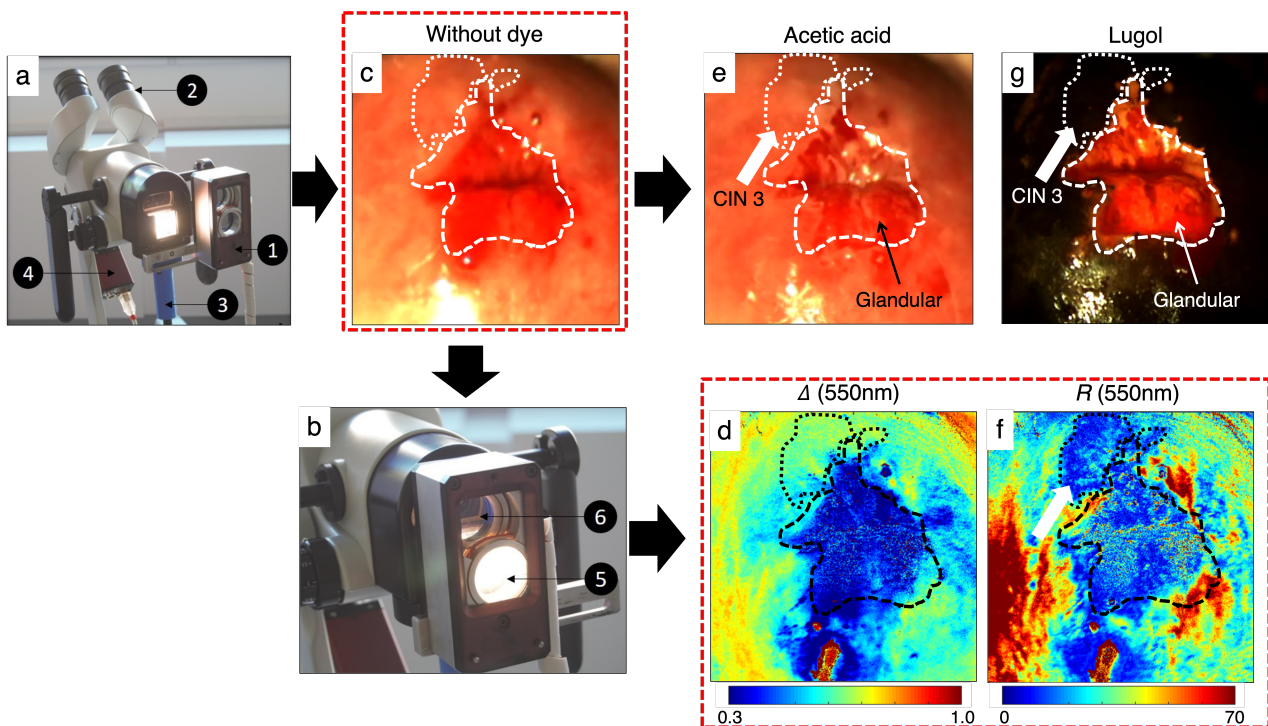 Without dye
Acetic acid
Lugol
a
2
1
4
3
c
e
CIN 3
Glandular
g
CIN 3
Glandular
b
6
5
Δ (550nm)
R (550nm)
d
f
0.3
1.0
0
70